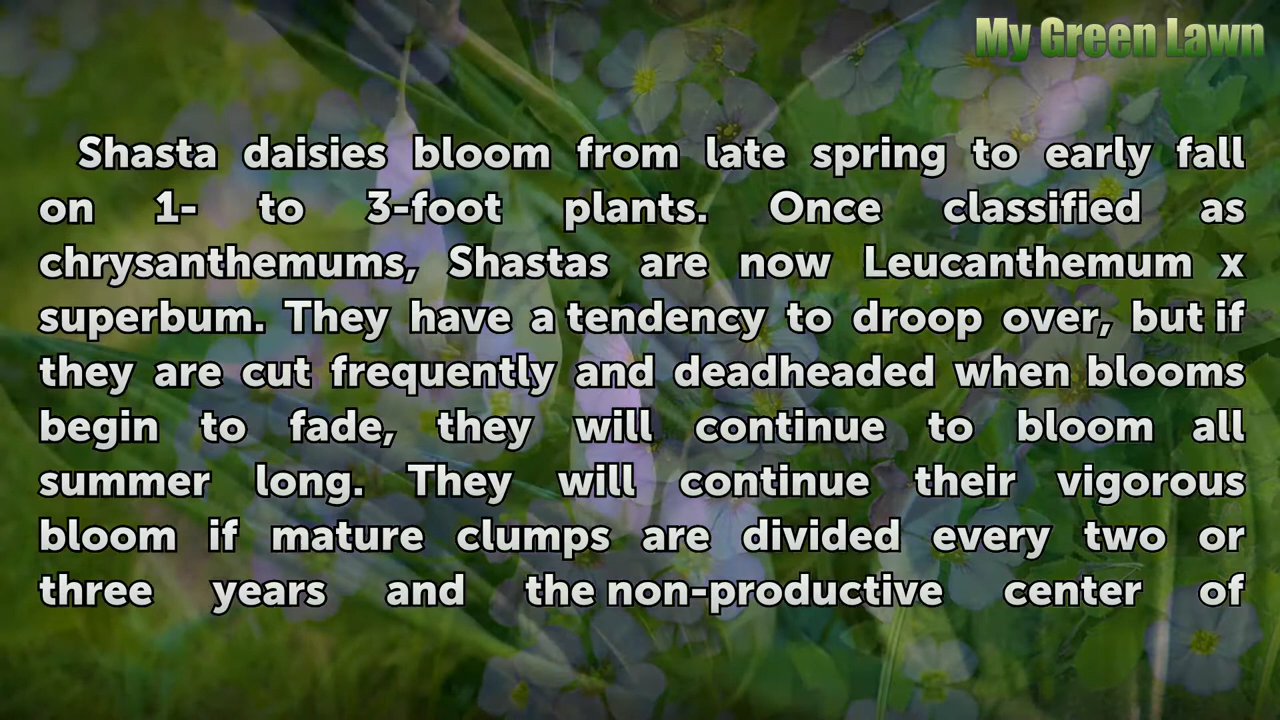 My Green Lawn
Shasta daisies bloom from late spring to early fall
on 1- to 3-foot plants. Once classified as
chrysanthemums, Shastas are now Leucanthemum x
superbum. They have a tendency to droop over, but if
they are cut frequently and deadheaded when blooms
begin to fade, they will continue to bloom all
summer long. They will continue their vigorous
bloom if mature clumps are divided every two or
three years and the non-productive center of